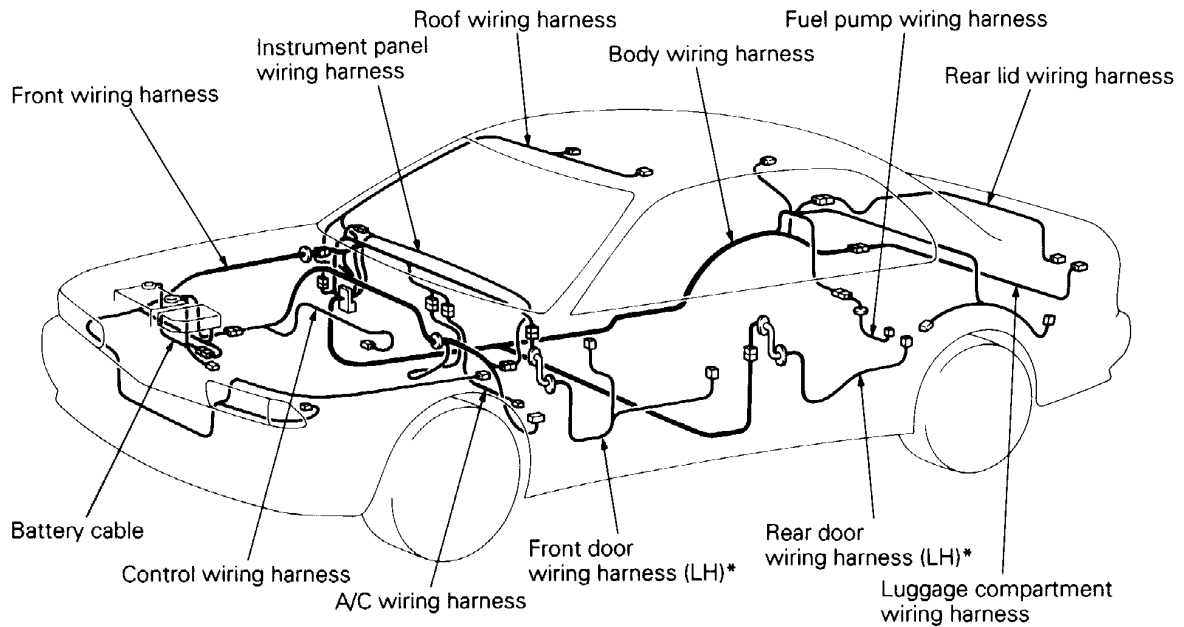 Roof wiring harness
Fuel pump wiring harness
Instrument panel
wiring harness
Body wiring harness
Rear lid wiring harness
Front wiring harness
Battery cable
Control wiring harness
A/C wiring harness
Front door
wiring harness (LH)*
Rear door
wiring harness (LH)*
Luggage compartment
wiring harness